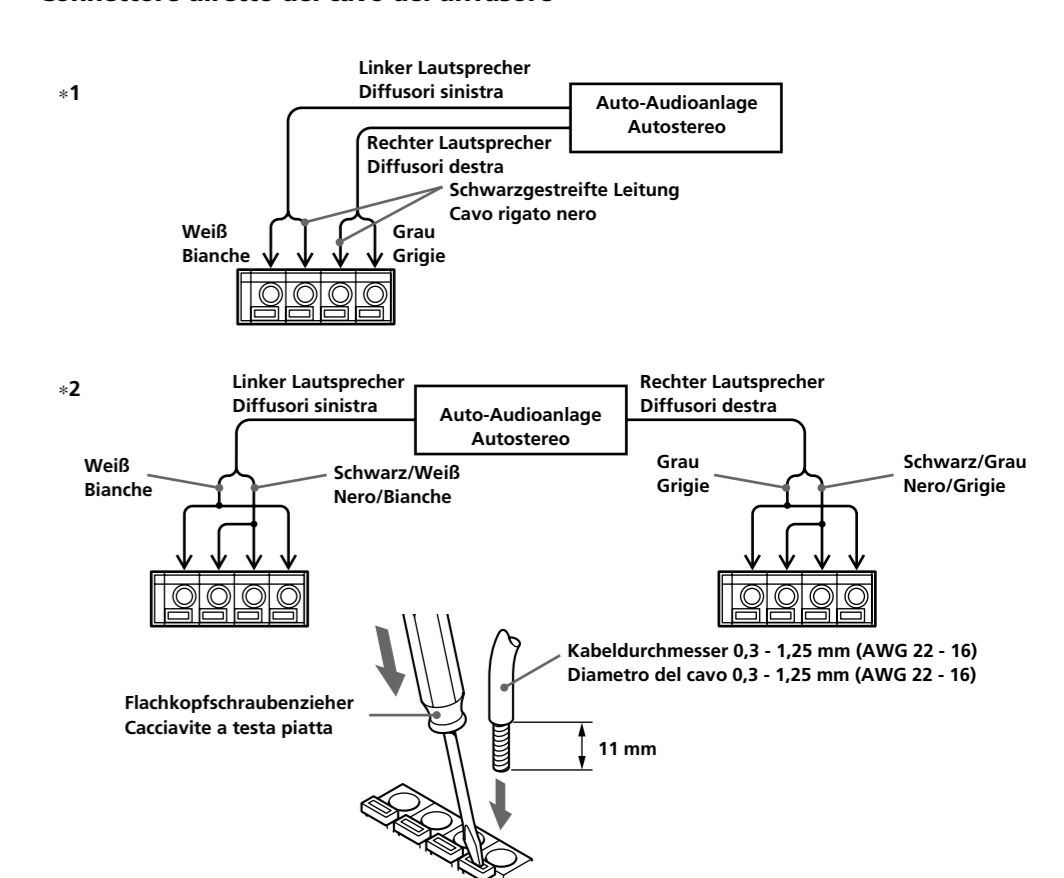 Connettore diretto del cavo del diffusore
*1
Linker Lautsprecher
Diffusori sinistra
Auto-Audioanlage
Autostereo
Rechter Lautsprecher
Diffusori destra
Schwarzgestreifte Leitung
Cavo rigato nero
Weiß
Bianche
Grau
Grigie
*2
Linker Lautsprecher
Diffusori sinistra
Auto-Audioanlage
Autostereo
Rechter Lautsprecher
Diffusori destra
Weiß
Bianche
Schwarz/Weiß
Nero/Bianche
Grau
Grigie
Schwarz/Grau
Nero/Grigie
Kabeldurchmesser 0,3 - 1,25 mm (AWG 22 - 16)
Diametro del cavo 0,3 - 1,25 mm (AWG 22 - 16)
Flachkopfschraubenzieher
Cacciavite a testa piatta
11 mm